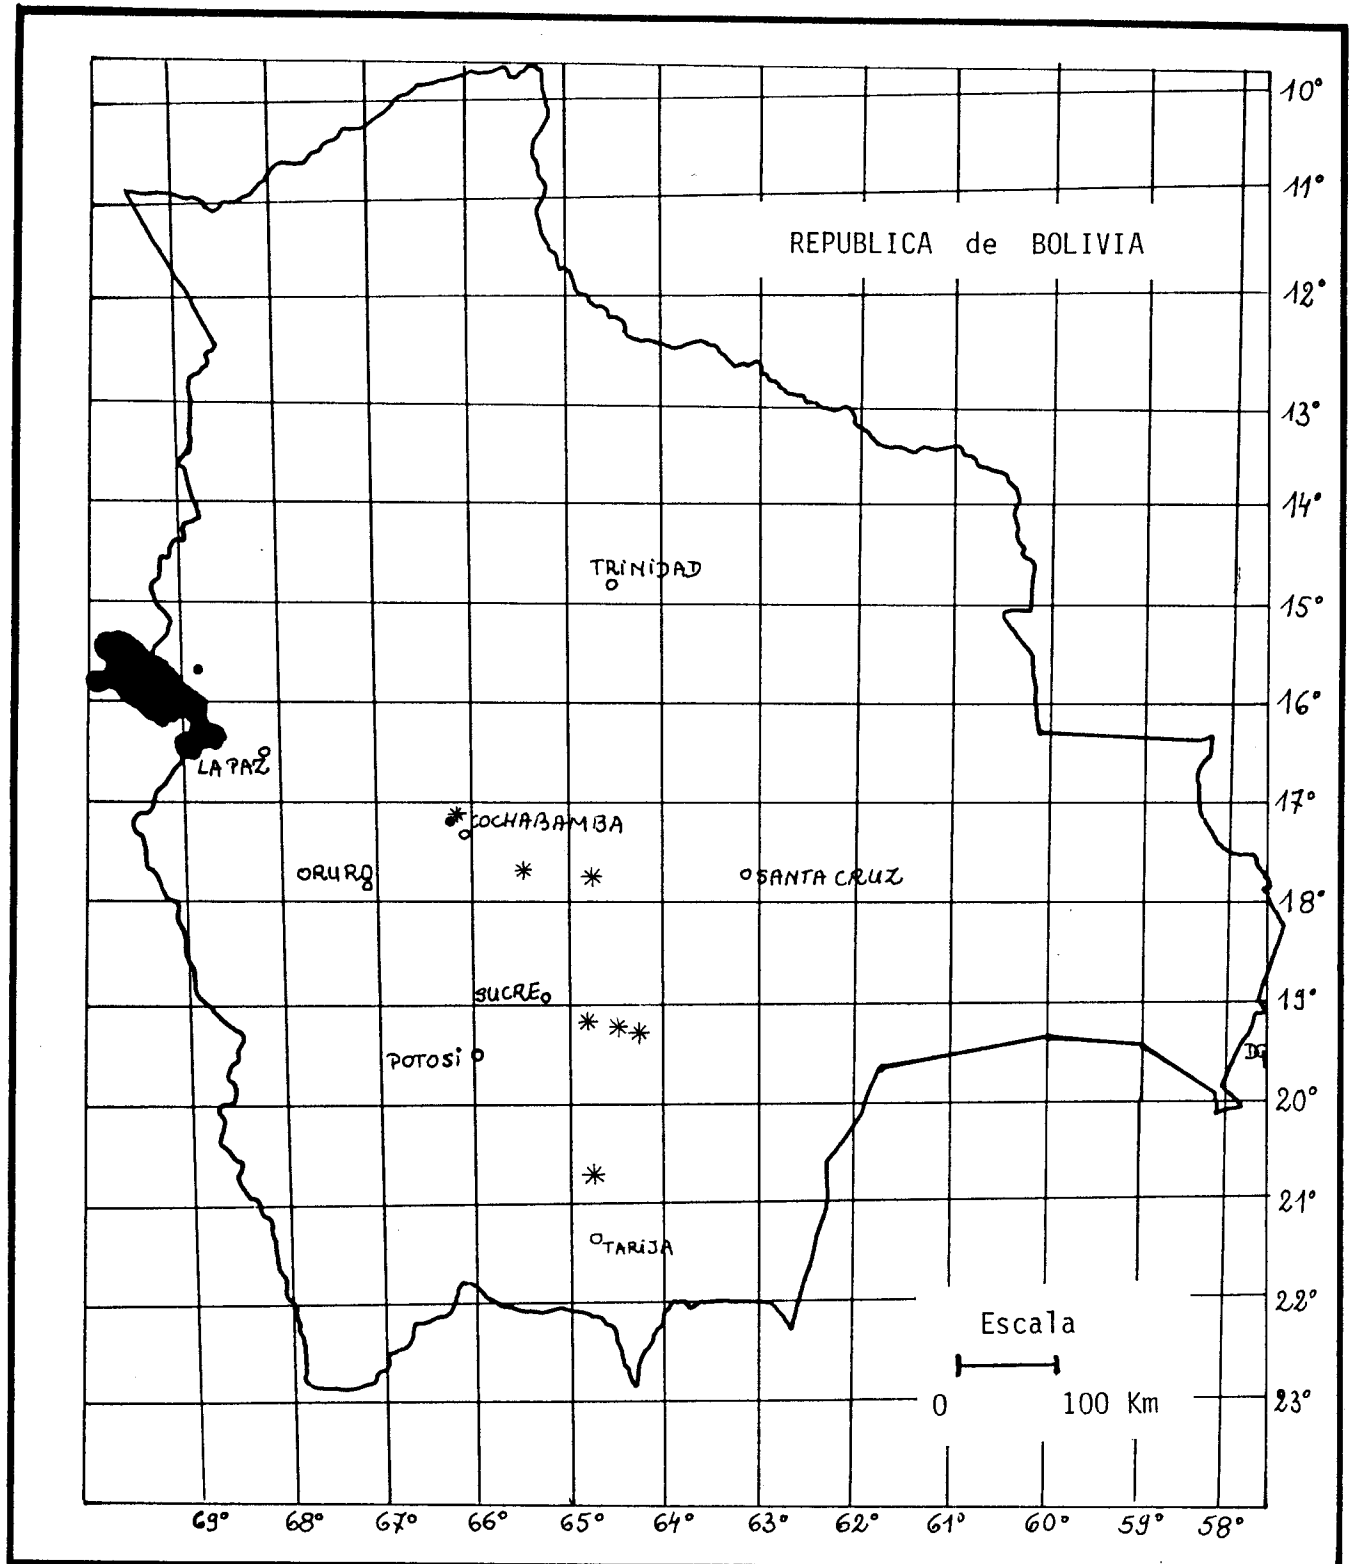 10°
11°
REPUBLICA de BOLIVIA
12°
13°
14°
TRINIDAD
15°
16°
LA PAZ
17°
COCHABAMBA
ORURO
SANTA CRUZ
18°
SUCRE
19°
POTOSI
20°
21°
TARIJA
22°
Escala
0 100 Km
23°
69° 68° 67° 66° 65° 64° 63° 62° 61° 60° 59° 58°